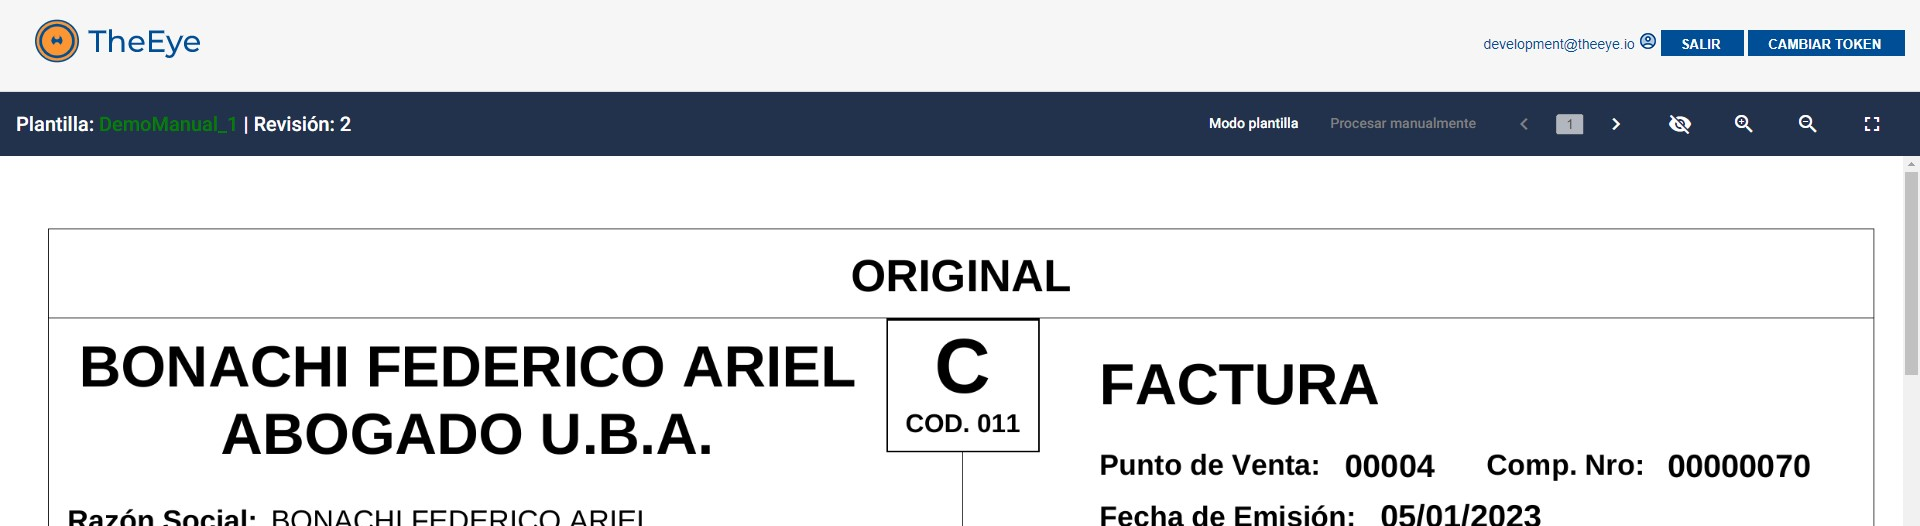 TheEye
development@theeye.io SALIR CAMBIAR TOKEN
Plantilla: DemoManual_1 | Revisión: 2
Modo plantilla Procesar manualmente 1
ORIGINAL
BONACHI FEDERICO ARIEL
ABOGADO U.B.A.
C
COD. 011
FACTURA
Punto de Venta: 00004 Comp. Nro: 00000070
Razón Social: BONACHI FEDERICO ARIEL
Fecha de Emisión: 05/01/2023